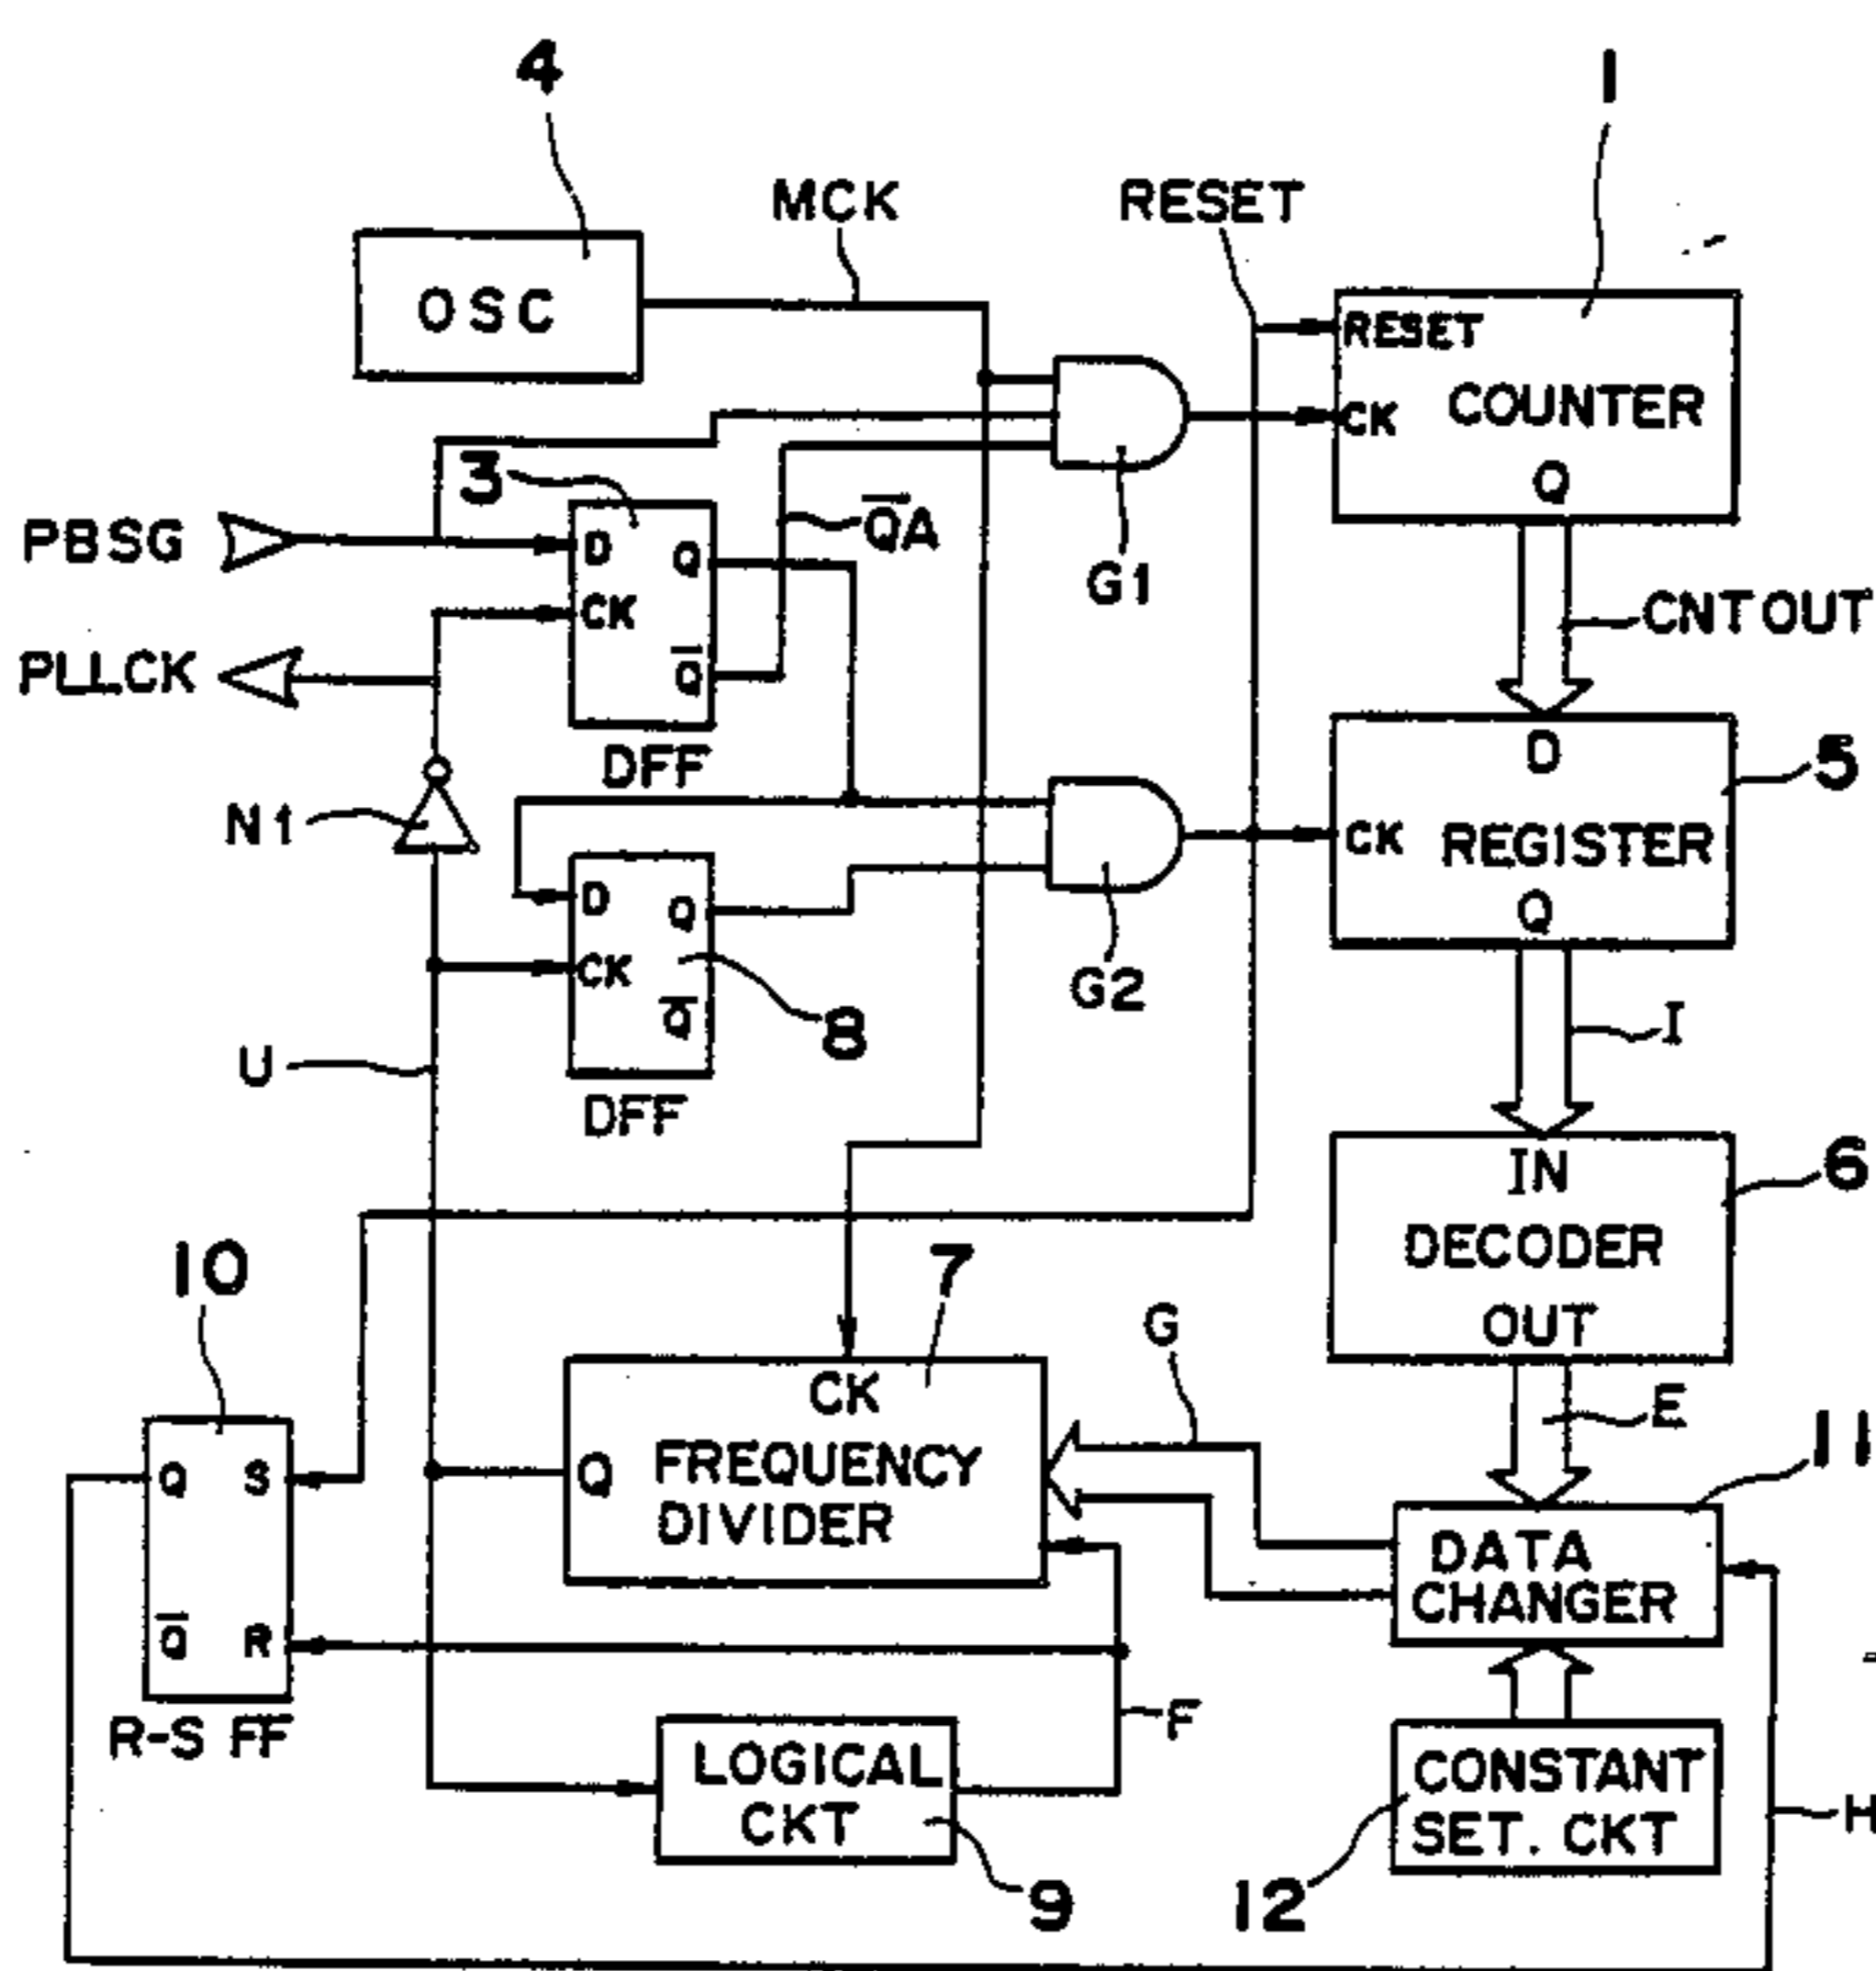 4
1
MCK
RESET
OSC
RESET
COUNTER
CK
Q
3
PBSG
D
Q
Q̅A
G1
CK
CNTOUT
PLLCK
Q̅
DFF
D
5
N1
CK
REGISTER
D
Q
Q
G2
CK
8
Q̅
I
U
DFF
IN
6
DECODER
10
7
OUT
G
CK
E
11
Q
S
Q
FREQUENCY
DIVIDER
DATA
CHANGER
Q̅
R
F
R-S FF
LOGICAL
CKT
CONSTANT
SET. CKT
H
9
12